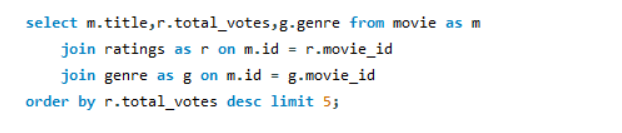 select m.title,r.total_votes,g.genre from movie as m
    join ratings as r on m.id = r.movie_id
    join genre as g on m.id = g.movie_id
order by r.total_votes desc limit 5;